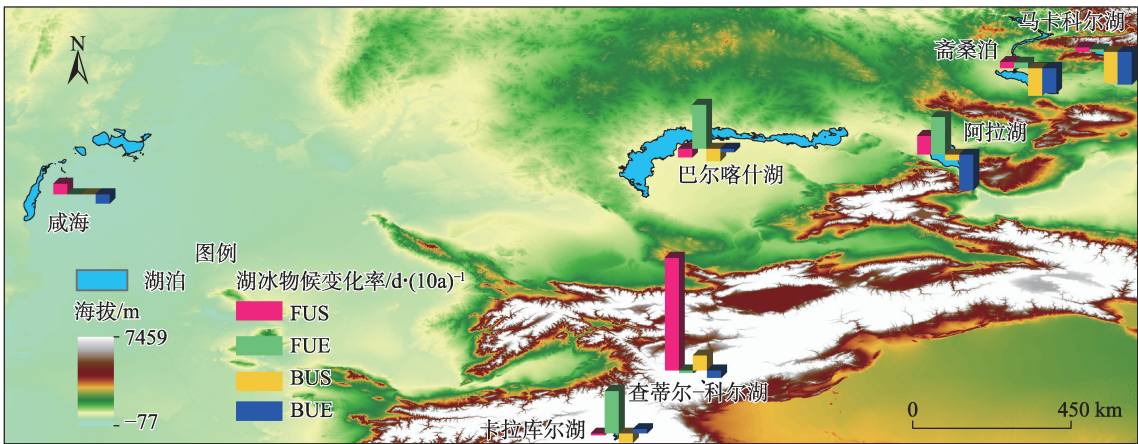 N
马卡科尔湖
斋桑泊
阿拉湖
巴尔喀什湖
咸海
图例
湖泊
湖冰物候变化率/d·(10a)⁻¹
海拔/m
7459
−77
FUS
FUE
BUS
BUE
查蒂尔–科尔湖
卡拉库尔湖
0
450 km